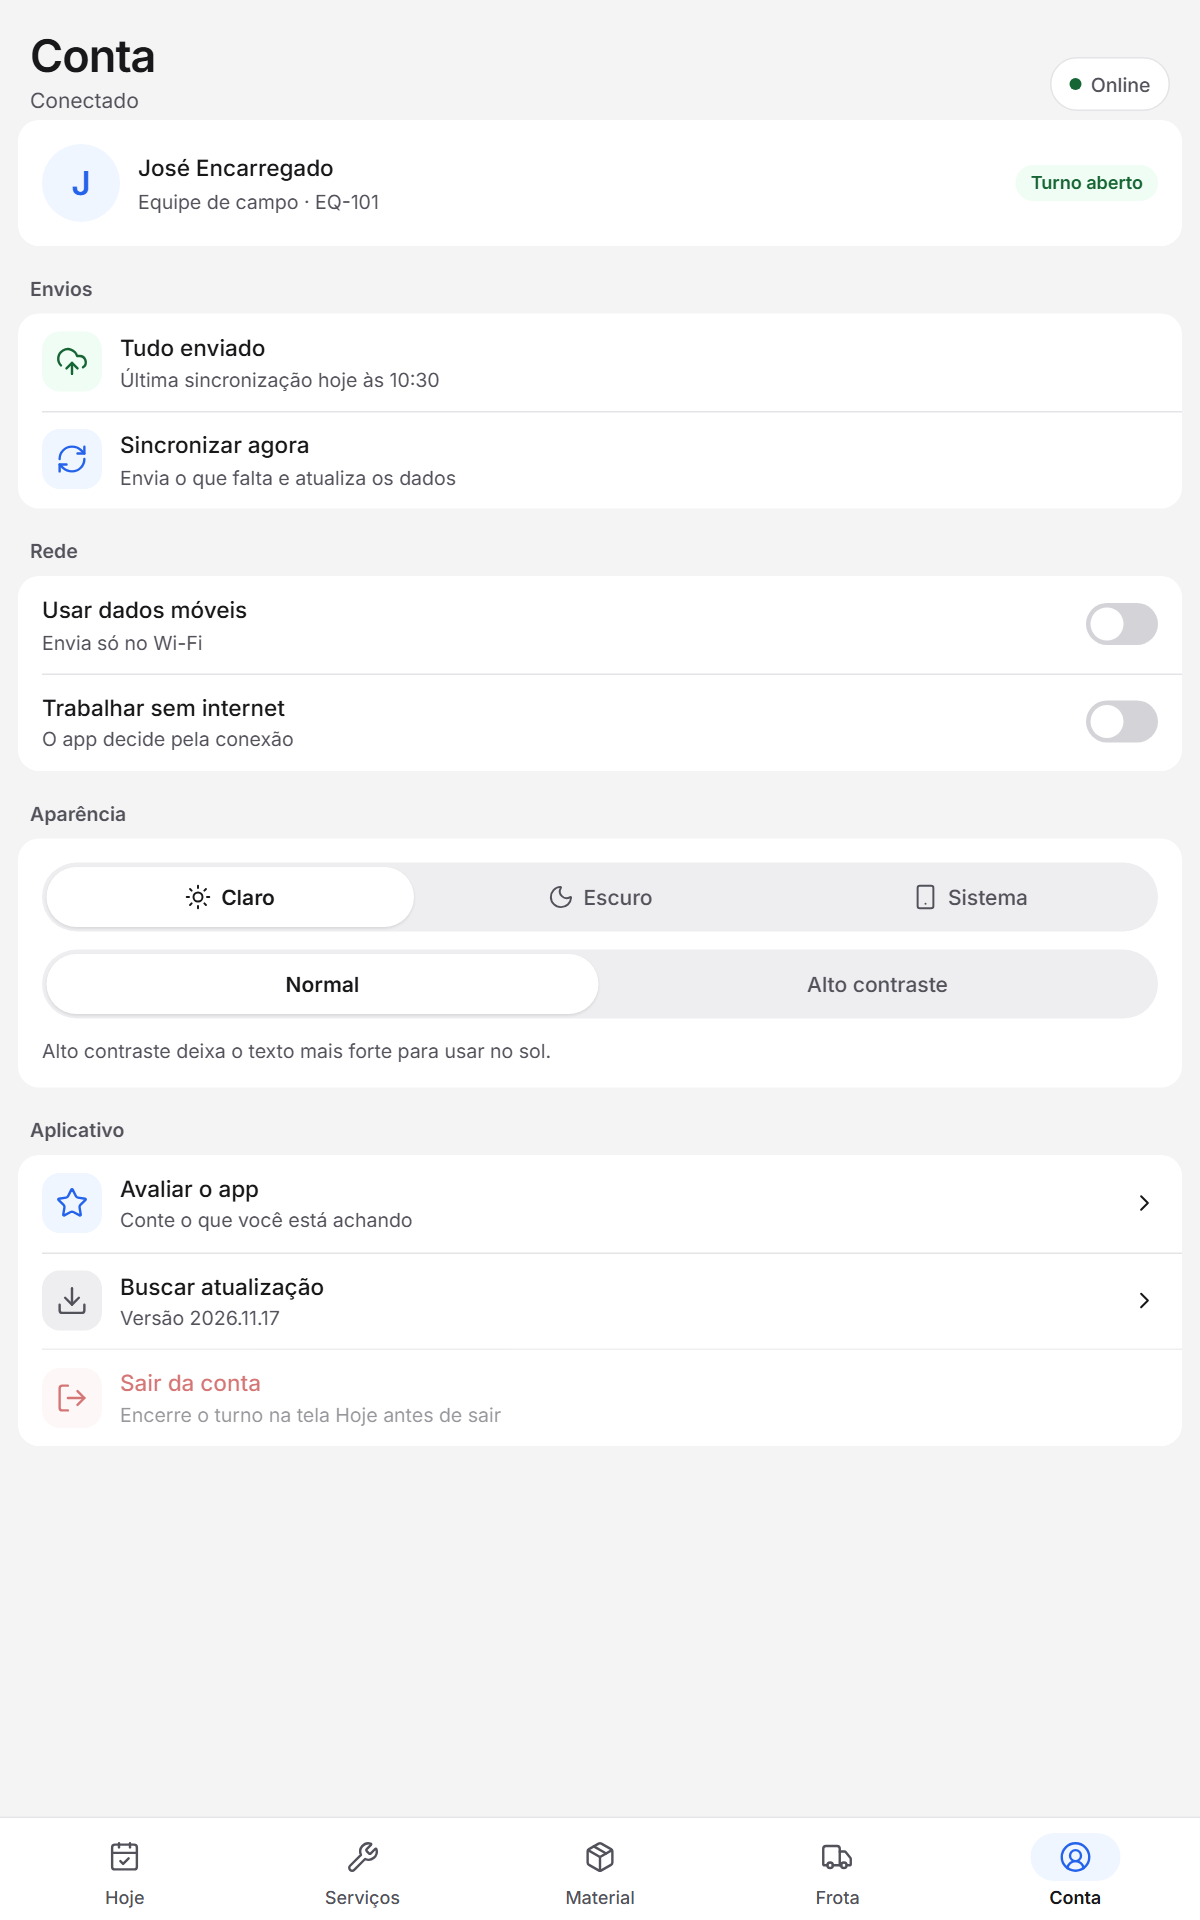 Conta
Conectado
Online
J
José Encarregado
Equipe de campo · EQ-101
Turno aberto
Envios
Tudo enviado
Última sincronização hoje às 10:30
Sincronizar agora
Envia o que falta e atualiza os dados
Rede
Usar dados móveis
Envia só no Wi-Fi
Trabalhar sem internet
O app decide pela conexão
Aparência
Claro
Escuro
Sistema
Normal
Alto contraste
Alto contraste deixa o texto mais forte para usar no sol.
Aplicativo
Avaliar o app
Conte o que você está achando
Buscar atualização
Versão 2026.11.17
Sair da conta
Encerre o turno na tela Hoje antes de sair
Hoje
Serviços
Material
Frota
Conta